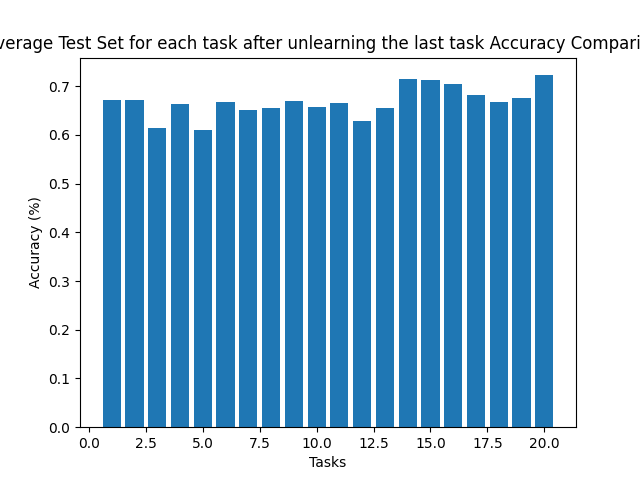 verage Test Set for each task after unlearning the last task Accuracy Compari
0.7
0.6
0.5
0.4
0.3
0.2
0.1
0.0
Accuracy (%)
0.0 2.5 5.0 7.5 10.0 12.5 15.0 17.5 20.0
Tasks